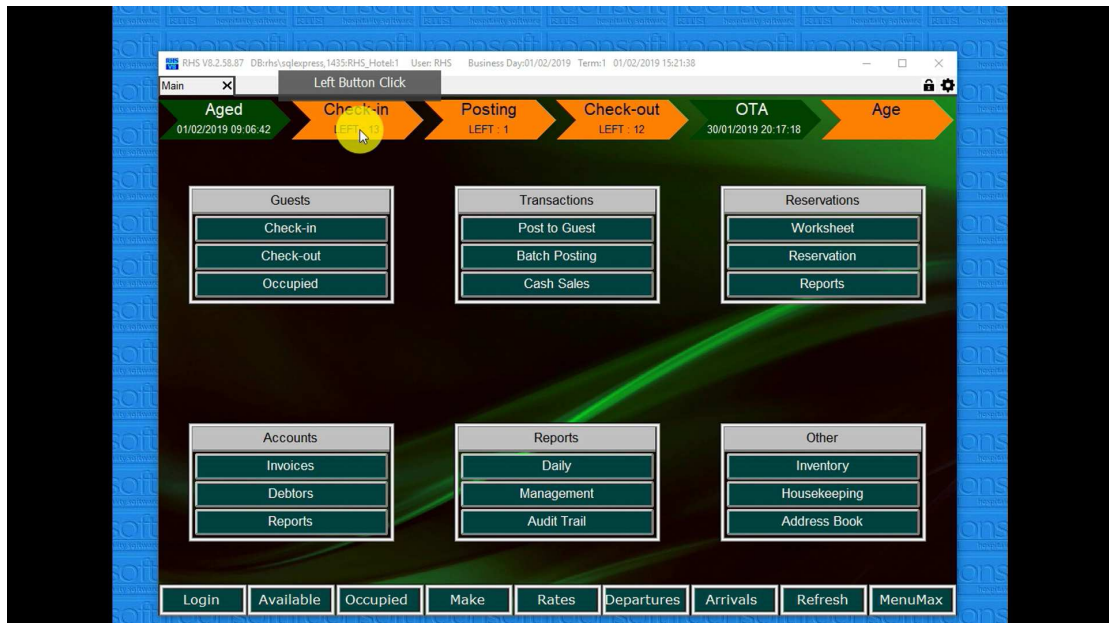 RHS V8.2.58.87 DB:rhs\sqlexpress,1435:RHS_Hotel:1 User: RHS Business Day:01/02/2019 Term:1 01/02/2019 15:21:38
Main X
Left Button Click
Aged
01/02/2019 09:06:42
Check-in
LEFT : 13
Posting
LEFT : 1
Check-out
LEFT : 12
OTA
30/01/2019 20:17:18
Age
Guests
Check-in
Check-out
Occupied
Transactions
Post to Guest
Batch Posting
Cash Sales
Reservations
Worksheet
Reservation
Reports
Accounts
Invoices
Debtors
Reports
Reports
Daily
Management
Audit Trail
Other
Inventory
Housekeeping
Address Book
Login Available Occupied Make Rates Departures Arrivals Refresh MenuMax